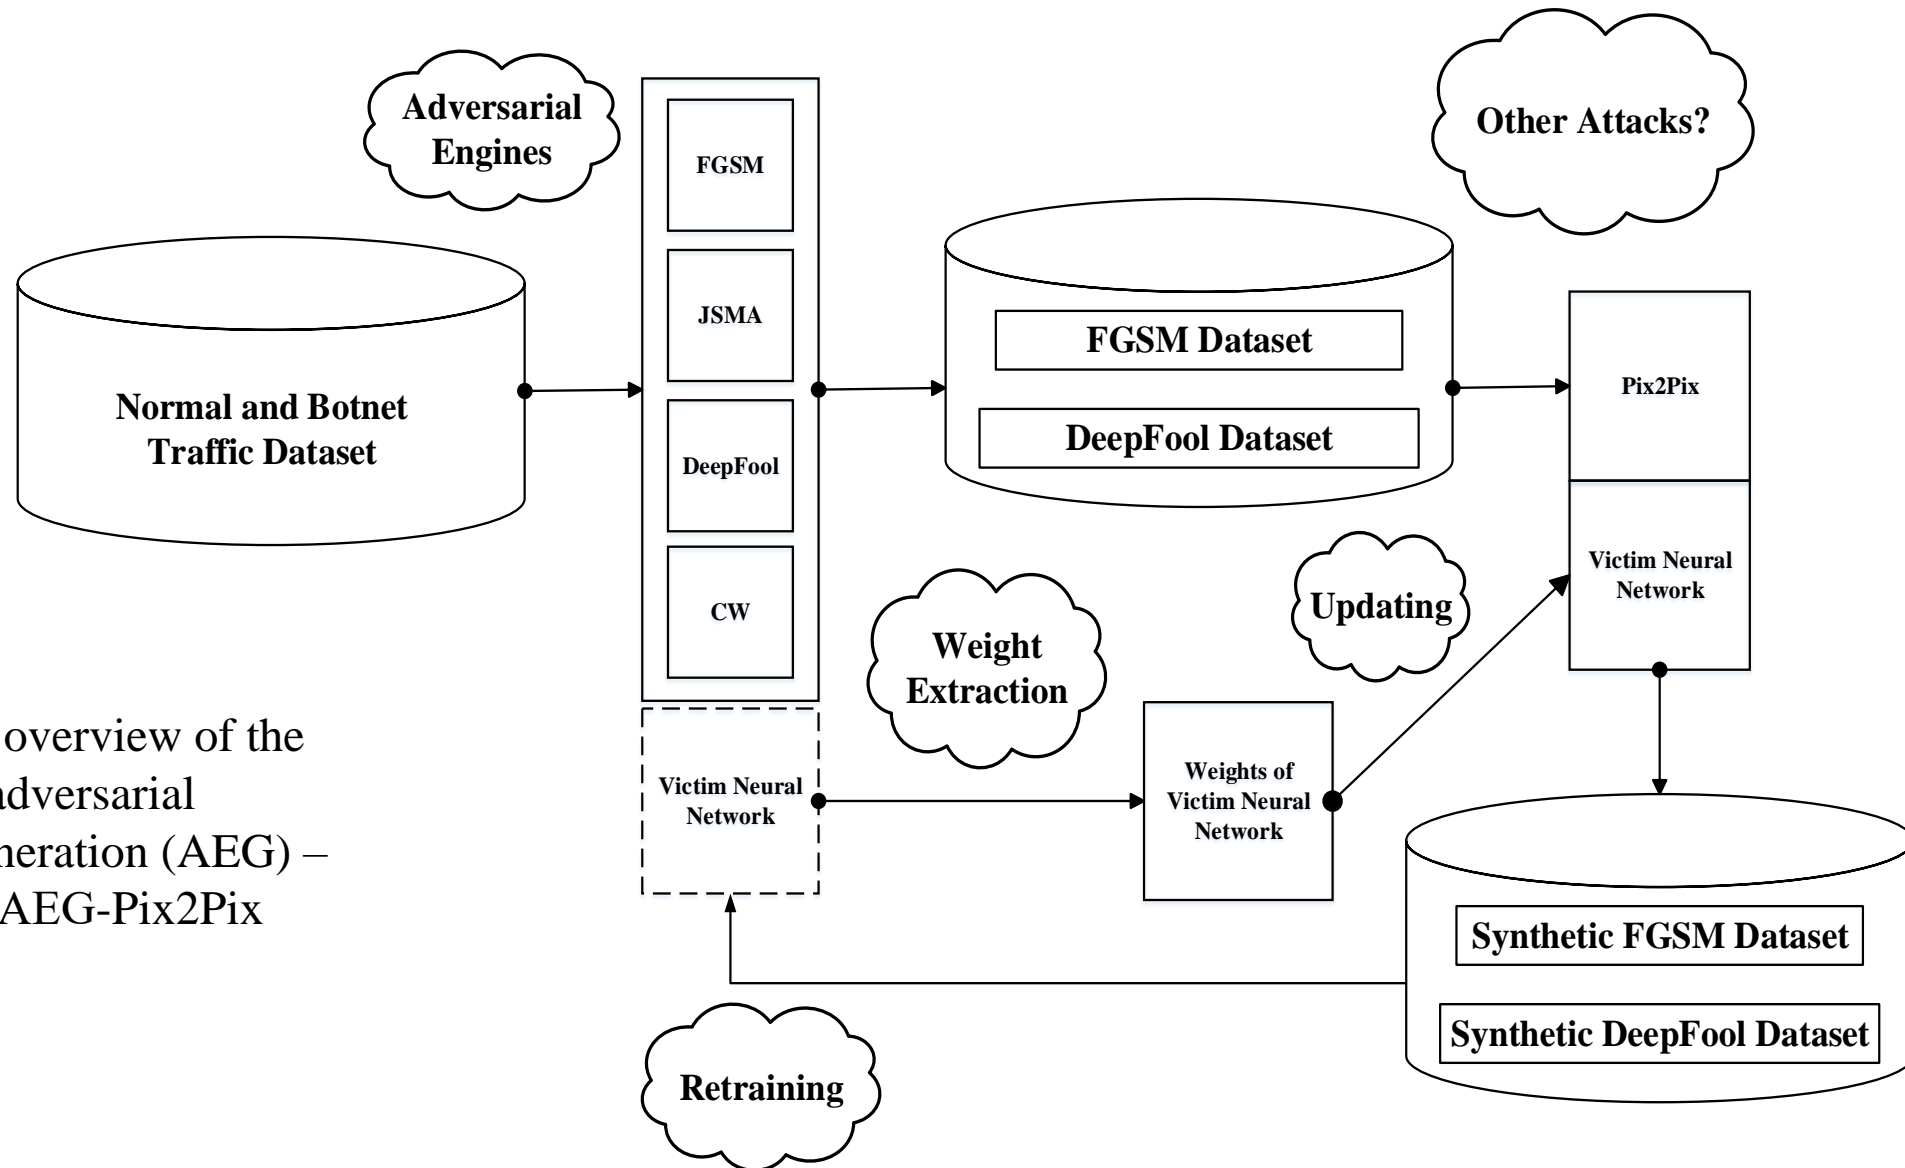 Adversarial
Engines
FGSM
JSMA
DeepFool
CW
Other Attacks?
Normal and Botnet
Traffic Dataset
FGSM Dataset
DeepFool Dataset
Pix2Pix
Victim Neural
Network
Updating
Weight
Extraction
Victim Neural
Network
Weights of
Victim Neural
Network
overview of the
adversarial
neration (AEG) –
AEG-Pix2Pix
Synthetic FGSM Dataset
Synthetic DeepFool Dataset
Retraining